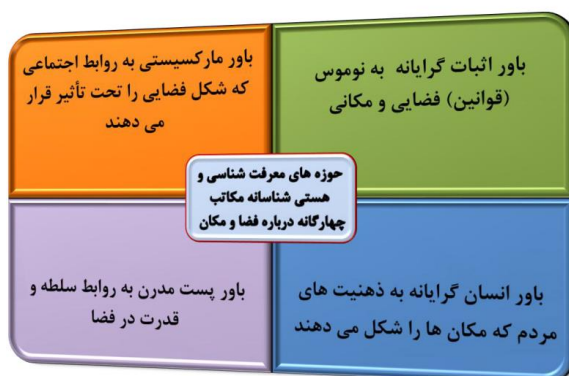 باور اثبات گرایانه به نوموس
(قوانین) فضایی و مکانی
باور مارکسیستی به روابط اجتماعی
که شکل فضایی را تحت تأثیر قرار
می دهند
حوزه های معرفت شناسی و
هستی شناسانه مکاتب
چهارگانه درباره فضا و مکان
باور انسان گرایانه به ذهنیت های
مردم که مکان ها را شکل می دهند
باور پست مدرن به روابط سلطه و
قدرت در فضا